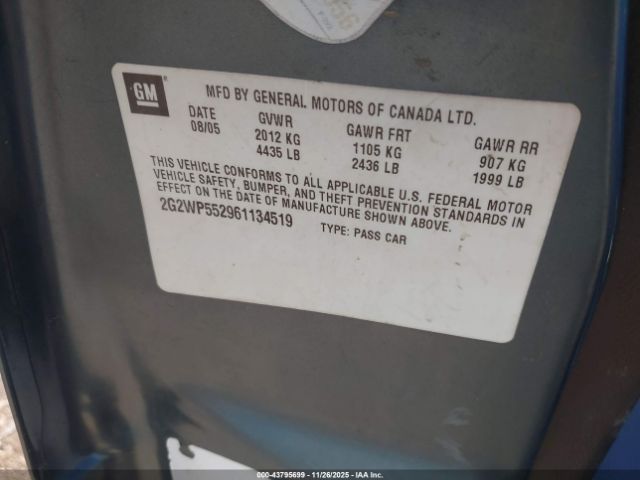 GM ®
MFD BY GENERAL MOTORS OF CANADA LTD.
DATE GVWR GAWR FRT GAWR RR
08/05 2012 KG 1105 KG 907 KG
4435 LB 2436 LB 1999 LB
THIS VEHICLE CONFORMS TO ALL APPLICABLE U.S. FEDERAL MOTOR
VEHICLE SAFETY, BUMPER, AND THEFT PREVENTION STANDARDS IN
EFFECT ON THE DATE OF MANUFACTURE SHOWN ABOVE.
2G2WP552961134519 TYPE: PASS CAR
000-43795699 - 11/26/2025 - IAA Corp.